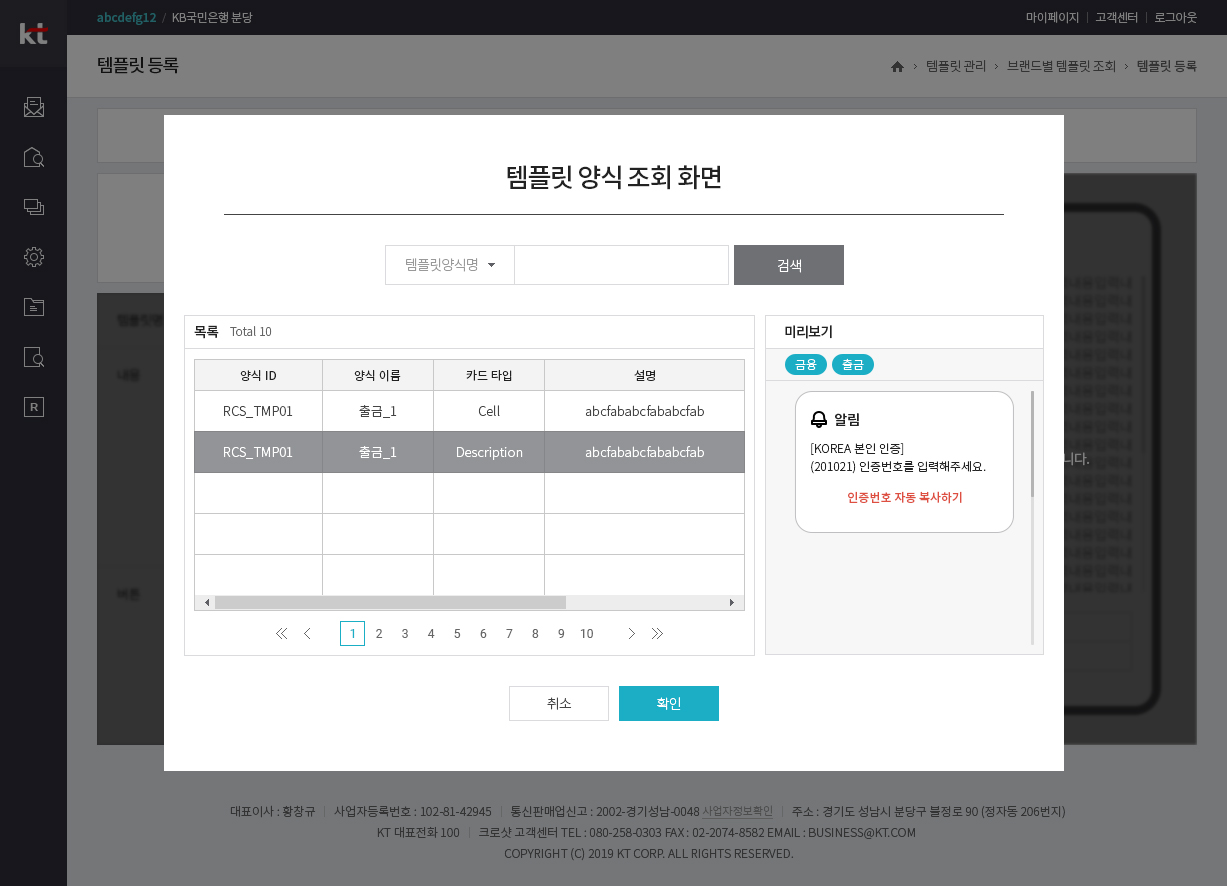 kt
abcdefg12 / KB국민은행 분당
마이페이지 | 고객센터 | 로그아웃
템플릿 등록
템플릿 관리 > 브랜드별 템플릿 조회 > 템플릿 등록
템플릿 양식 조회 화면
템플릿양식명
검색
목록 Total 10
양식 ID 양식 이름 카드 타입 설명
RCS_TMP01 출금_1 Cell abcfababcfababcfab
RCS_TMP01 출금_1 Description abcfababcfababcfab
1 2 3 4 5 6 7 8 9 10
미리보기
금융 출금
알림
[KOREA 본인 인증]
(201021) 인증번호를 입력해주세요.
인증번호 자동 복사하기
취소 확인
내용
버튼
니다.
R
대표이사 : 황창규 | 사업자등록번호 : 102-81-42945 | 통신판매업신고 : 2002-경기성남-0048 사업자정보확인 | 주소 : 경기도 성남시 분당구 불정로 90 (정자동 206번지)
KT 대표전화 100 | 크로샷 고객센터 TEL : 080-258-0303 FAX : 02-2074-8582 EMAIL : BUSINESS@KT.COM
COPYRIGHT (C) 2019 KT CORP. ALL RIGHTS RESERVED.